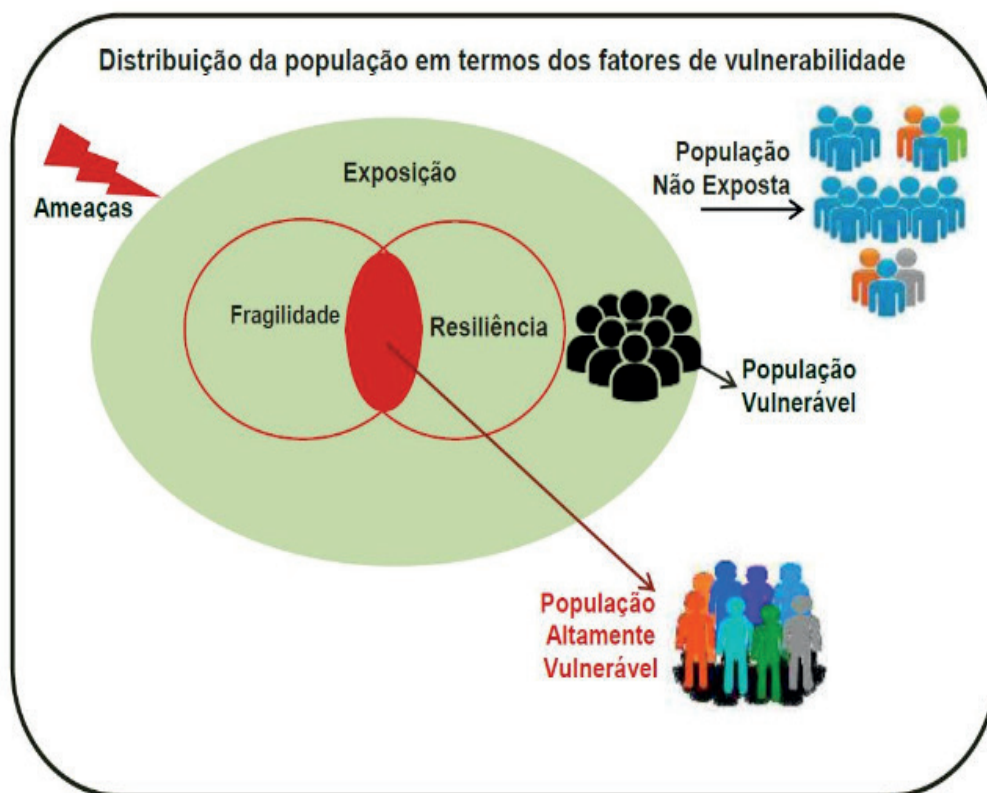 Distribuição da população em termos dos fatores de vulnerabilidade
Ameaças
Exposição
População
Não Exposta
Fragilidade
Resiliência
População
Vulnerável
População
Altamente
Vulnerável